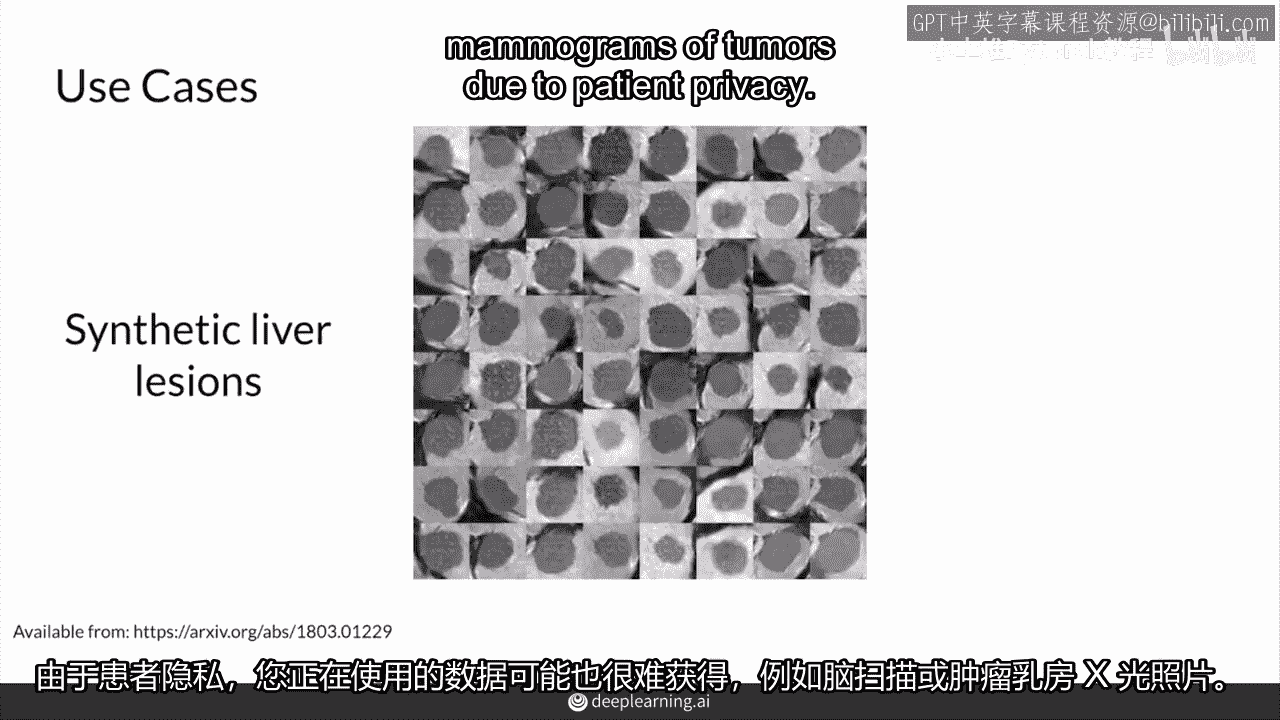 GPT中英字幕课程资源@bilibili.com
mammograms of tumors
due to patient privacy.
Use Cases
Synthetic liver
lesions
Available from: https://arxiv.org/abs/1803.01229
由于患者隐私，您正在使用的数据可能也很难获得，例如脑扫描或肿瘤乳房 X 光照片。
deeplearning.ai